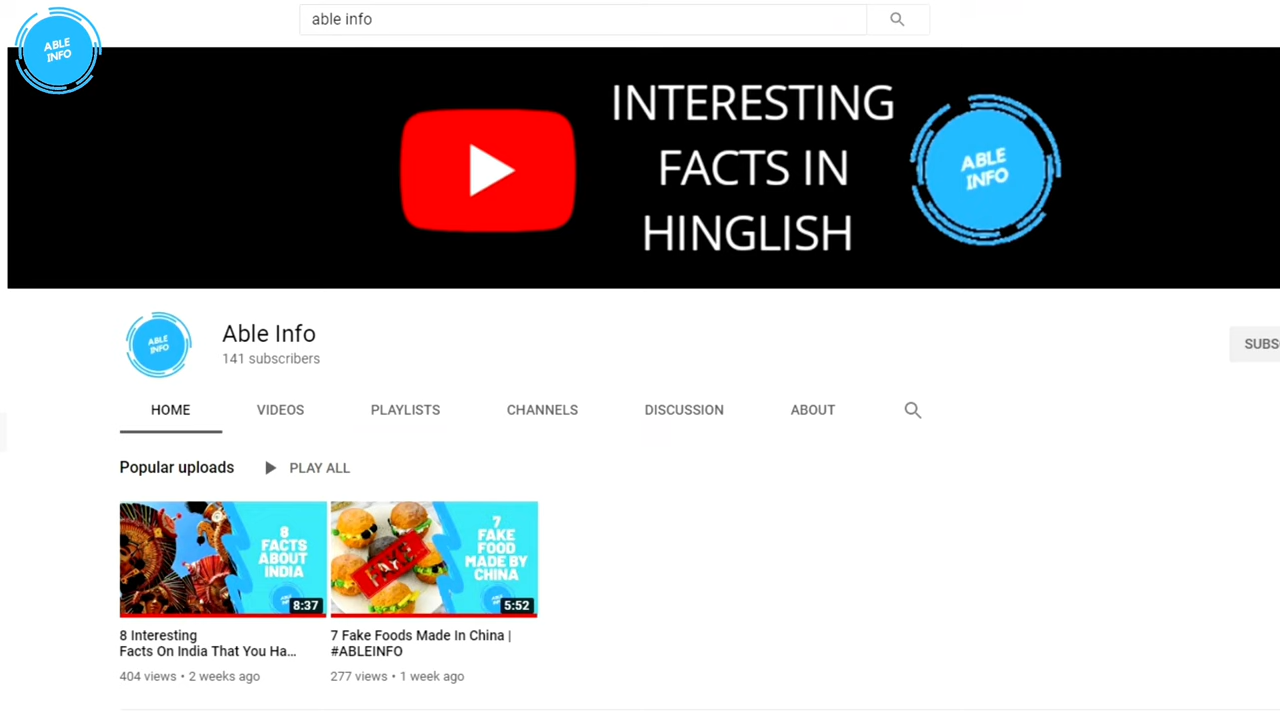 able info
ABLE
INFO
INTERESTING
FACTS IN
HINGLISH
ABLE
INFO
ABLE
INFO
Able Info
141 subscribers
SUBS
HOME
VIDEOS
PLAYLISTS
CHANNELS
DISCUSSION
ABOUT
Popular uploads
PLAY ALL
8
FACTS
ABOUT
INDIA
8:37
FAKE
7
FAKE
FOOD
MADE BY
CHINA
5:52
8 Interesting
Facts On India That You Ha...
404 views • 2 weeks ago
7 Fake Foods Made In China |
#ABLEINFO
277 views • 1 week ago